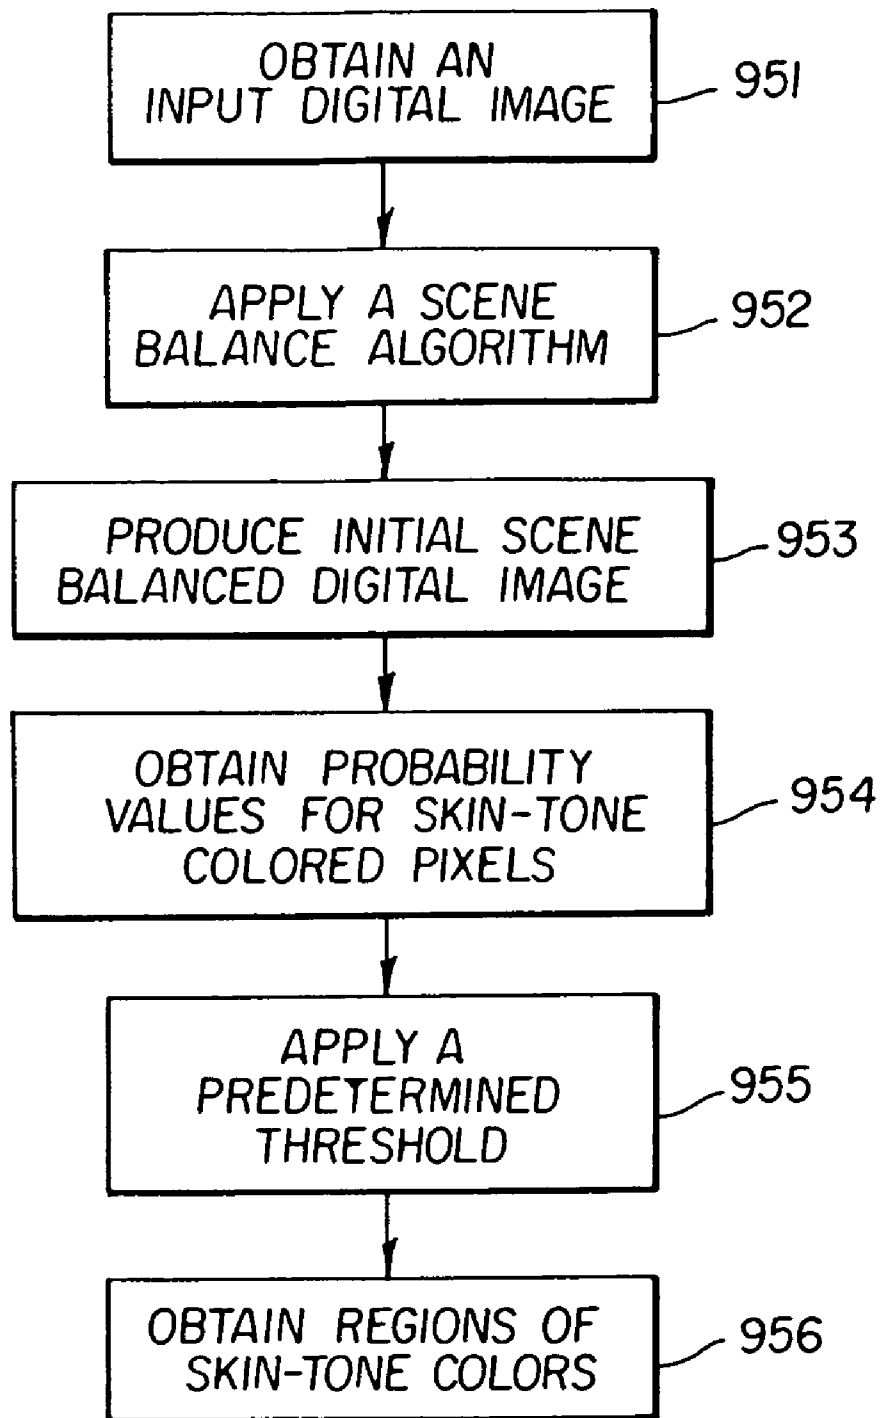 OBTAIN AN
INPUT DIGITAL IMAGE
951
APPLY A SCENE
BALANCE ALGORITHM
952
PRODUCE INITIAL SCENE
BALANCED DIGITAL IMAGE
953
OBTAIN PROBABILITY
VALUES FOR SKIN-TONE
COLORED PIXELS
954
APPLY A
PREDETERMINED
THRESHOLD
955
OBTAIN REGIONS OF
SKIN-TONE COLORS
956